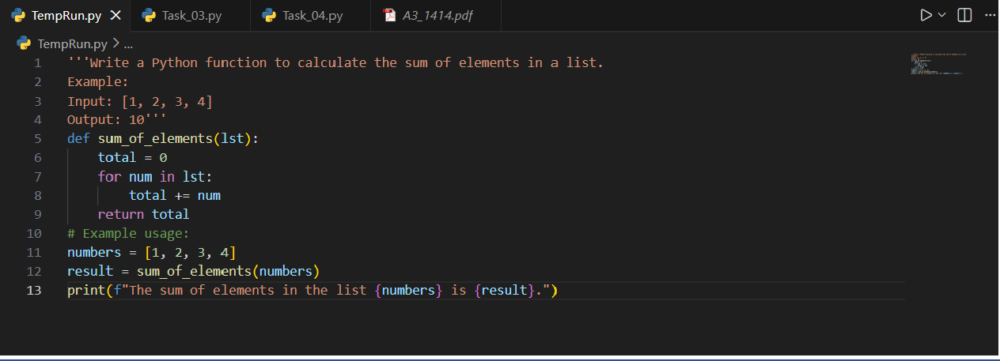 TempRun.py Task_03.py Task_04.py A3_1414.pdf
TempRun.py > ...
1 '''Write a Python function to calculate the sum of elements in a list.
2 Example:
3 Input: [1, 2, 3, 4]
4 Output: 10'''
5 def sum_of_elements(lst):
6     total = 0
7     for num in lst:
8         total += num
9     return total
10 # Example usage:
11 numbers = [1, 2, 3, 4]
12 result = sum_of_elements(numbers)
13 print(f"The sum of elements in the list {numbers} is {result}.")